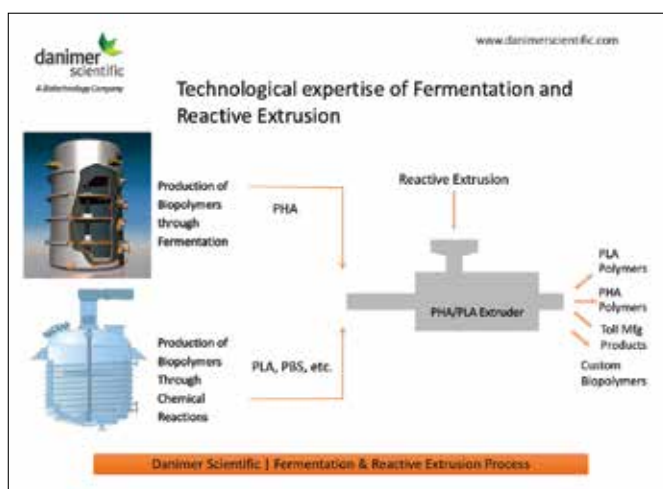 danimer
scientific
A Biotechnology Company
www.danimerscientific.com
Technological expertise of Fermentation and
Reactive Extrusion
Production of
Biopolymers
through
Fermentation
PHA
Reactive Extrusion
PHA/PLA Extruder
PLA
Polymers
PHA
Polymers
Toll Mfg
Products
Custom
Biopolymers
Production of
Biopolymers
Through
Chemical
Reactions
PLA, PBS, etc.
Danimer Scientific | Fermentation & Reactive Extrusion Process